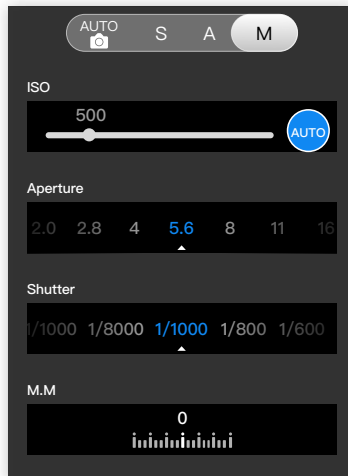 AUTO S A M
ISO
500
AUTO
Aperture
2.0 2.8 4 5.6 8 11 16
Shutter
1/1000 1/8000 1/1000 1/800 1/600
M.M
0